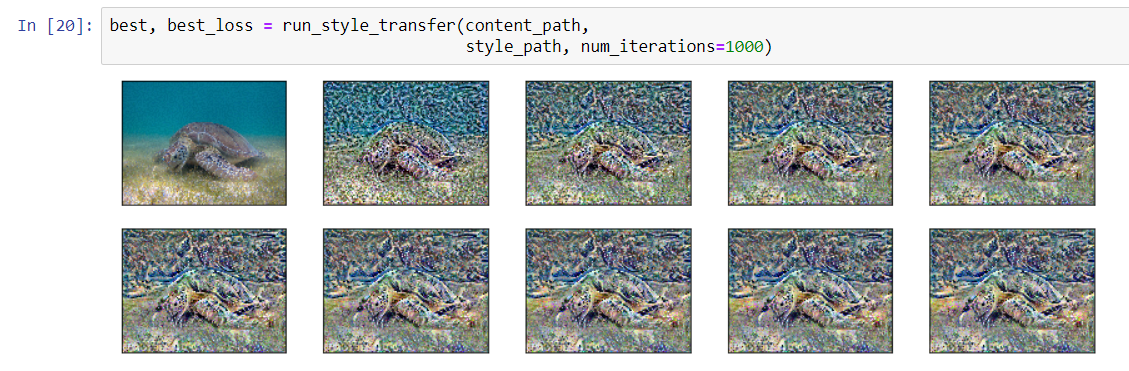 In [20]: best, best_loss = run_style_transfer(content_path,
style_path, num_iterations=1000)